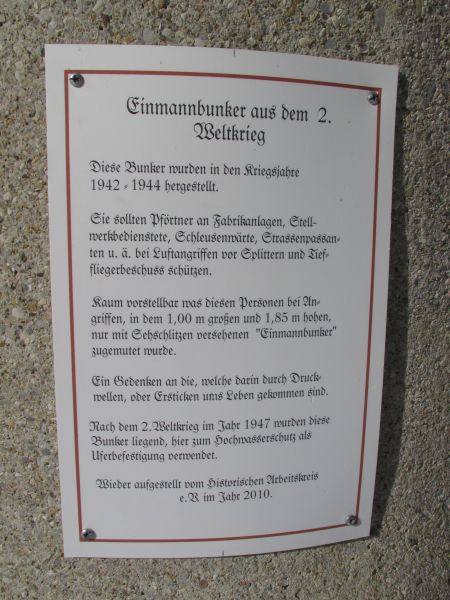 Einmannbunker aus dem 2.
Weltkrieg
Diese Bunker wurden in den Kriegsjahre
1942 - 1944 hergestellt.
Sie sollten Pförtner an Fabrikanlagen, Stell-
werkbedienstete, Schleusenwärte, Strassenpassan-
ten u. ä. bei Luftangriffen vor Splittern und Tief-
fliegerbeschuss schützen.
Kaum vorstellbar was diesen Personen bei An-
griffen, in dem 1,00 m großen und 1,85 m hohen,
nur mit Sehschlitzen versehenen "Einmannbunker"
zugemutet wurde.
Ein Gedenken an die, welche darin durch Druck-
wellen, oder Ersticken ums Leben gekommen sind.
Nach dem 2.Weltkrieg im Jahr 1947 wurden diese
Bunker liegend, hier zum Hochwasserschutz als
Uferbefestigung verwendet.
Wieder aufgestellt vom Historischen Arbeitskreis
e.V. im Jahr 2010.